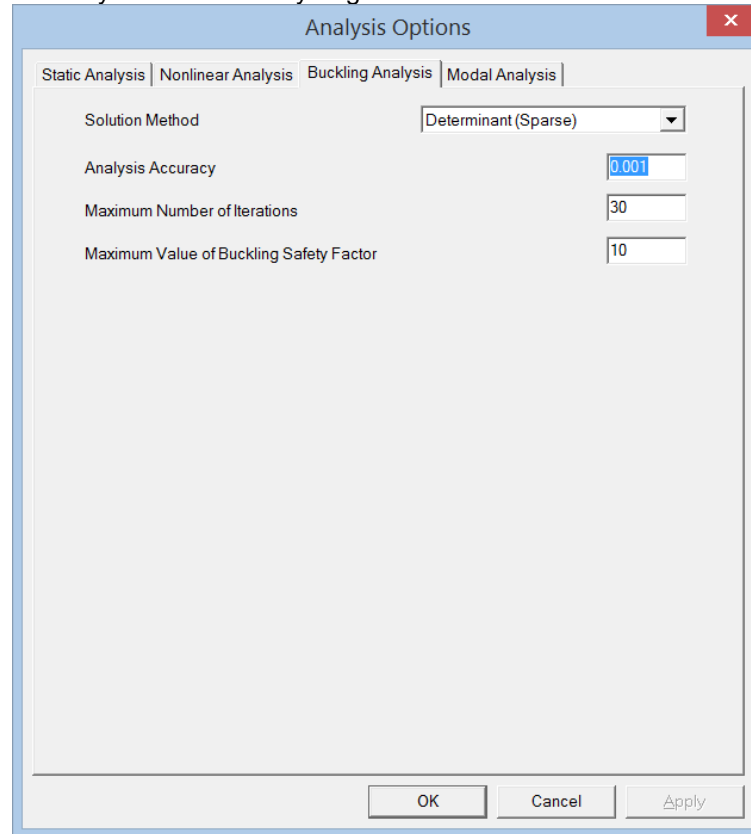 Analysis Options
Static Analysis Nonlinear Analysis Buckling Analysis Modal Analysis
Solution Method Determinant (Sparse)
Analysis Accuracy 0.001
Maximum Number of Iterations 30
Maximum Value of Buckling Safety Factor 10
OK Cancel Apply